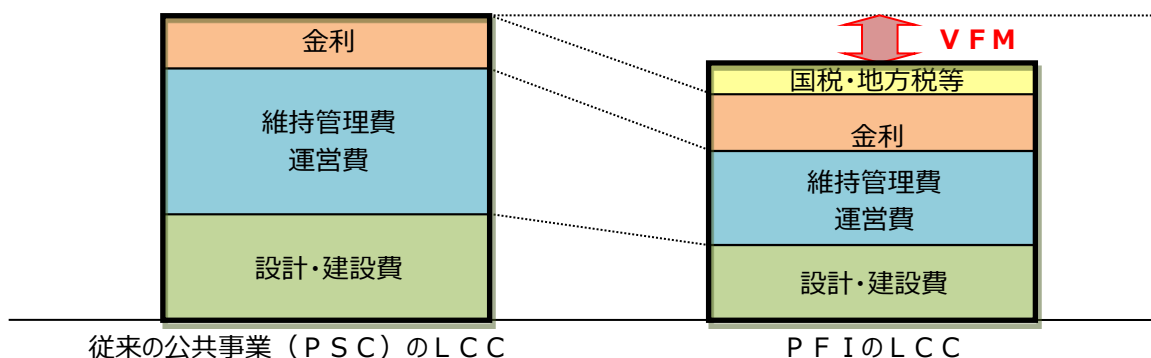 金利
維持管理費
運営費
設計・建設費
従来の公共事業（ＰＳＣ）のＬＣＣ
ＶＦＭ
国税・地方税等
金利
維持管理費
運営費
設計・建設費
ＰＦＩのＬＣＣ